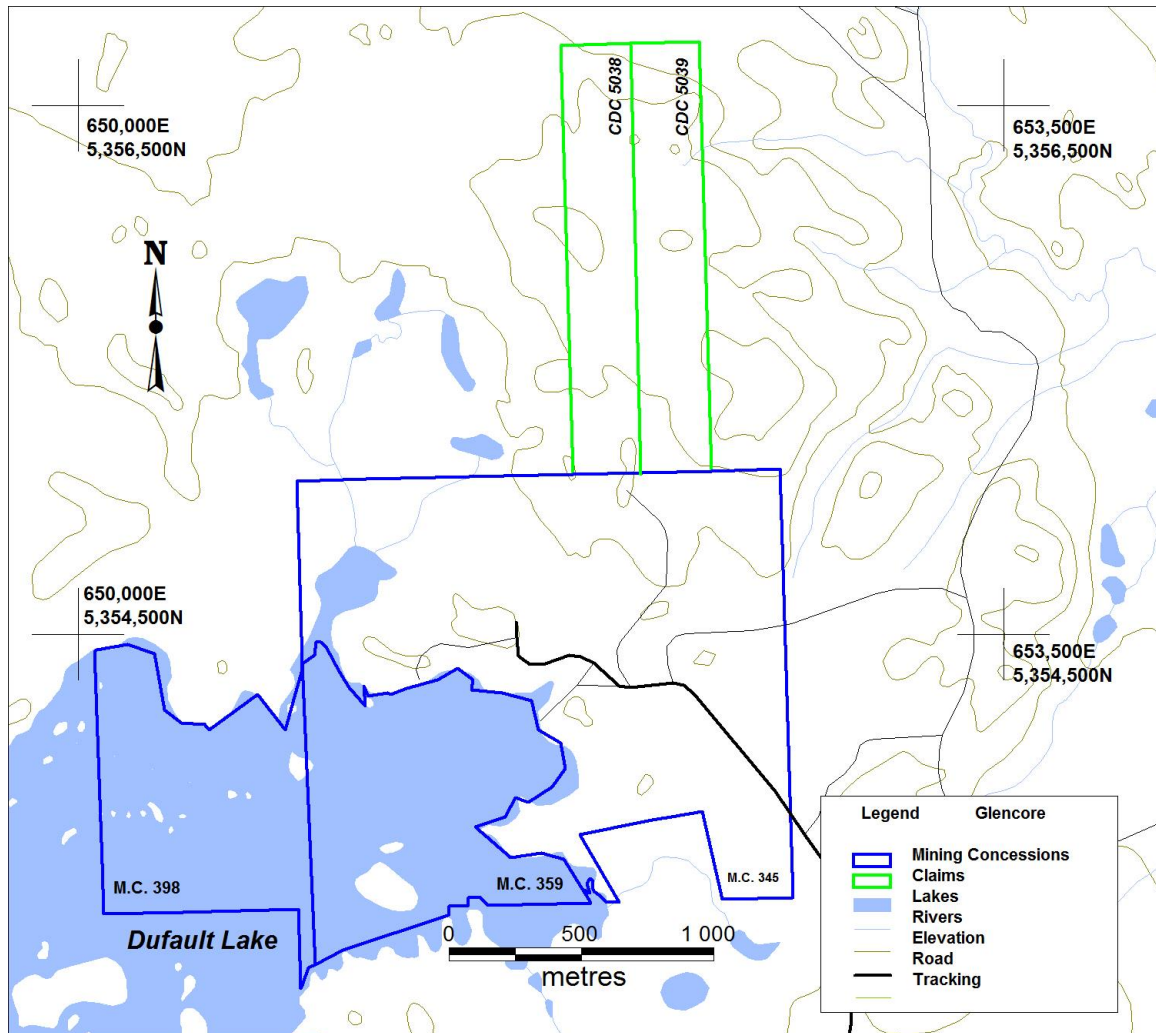 CDC 5038
CDC 5039
650,000E
5,356,500N
653,500E
5,356,500N
N
650,000E
5,354,500N
653,500E
5,354,500N
M.C. 398
M.C. 359
M.C. 345
Dufault Lake
0 500 1 000
metres
Legend Glencore
Mining Concessions
Claims
Lakes
Rivers
Elevation
Road
Tracking